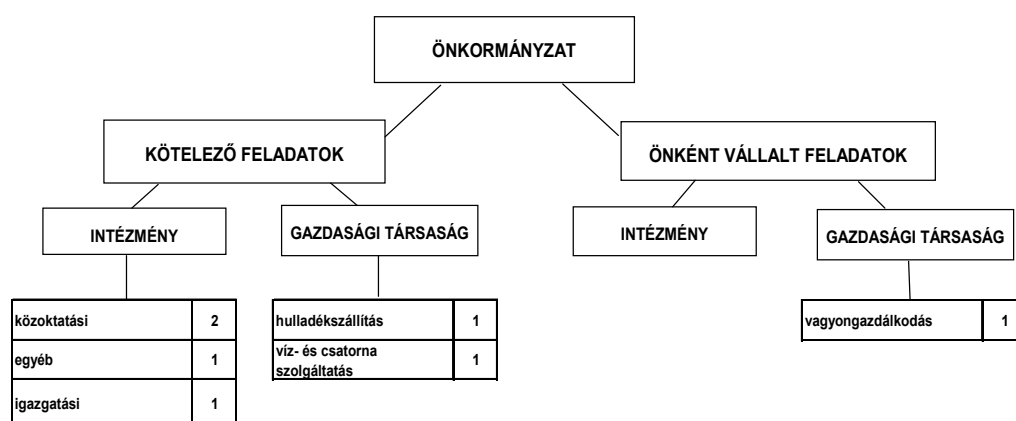 ÖNKORMÁNYZAT
KÖTELEZŐ FELADATOK
ÖNKÉNT VÁLLALT FELADATOK
INTÉZMÉNY
GAZDASÁGI TÁRSASÁG
INTÉZMÉNY
GAZDASÁGI TÁRSASÁG
közoktatási 2
egyéb 1
igazgatási 1
hulladékszállítás 1
víz- és csatorna
szolgáltatás 1
vagyongazdálkodás 1